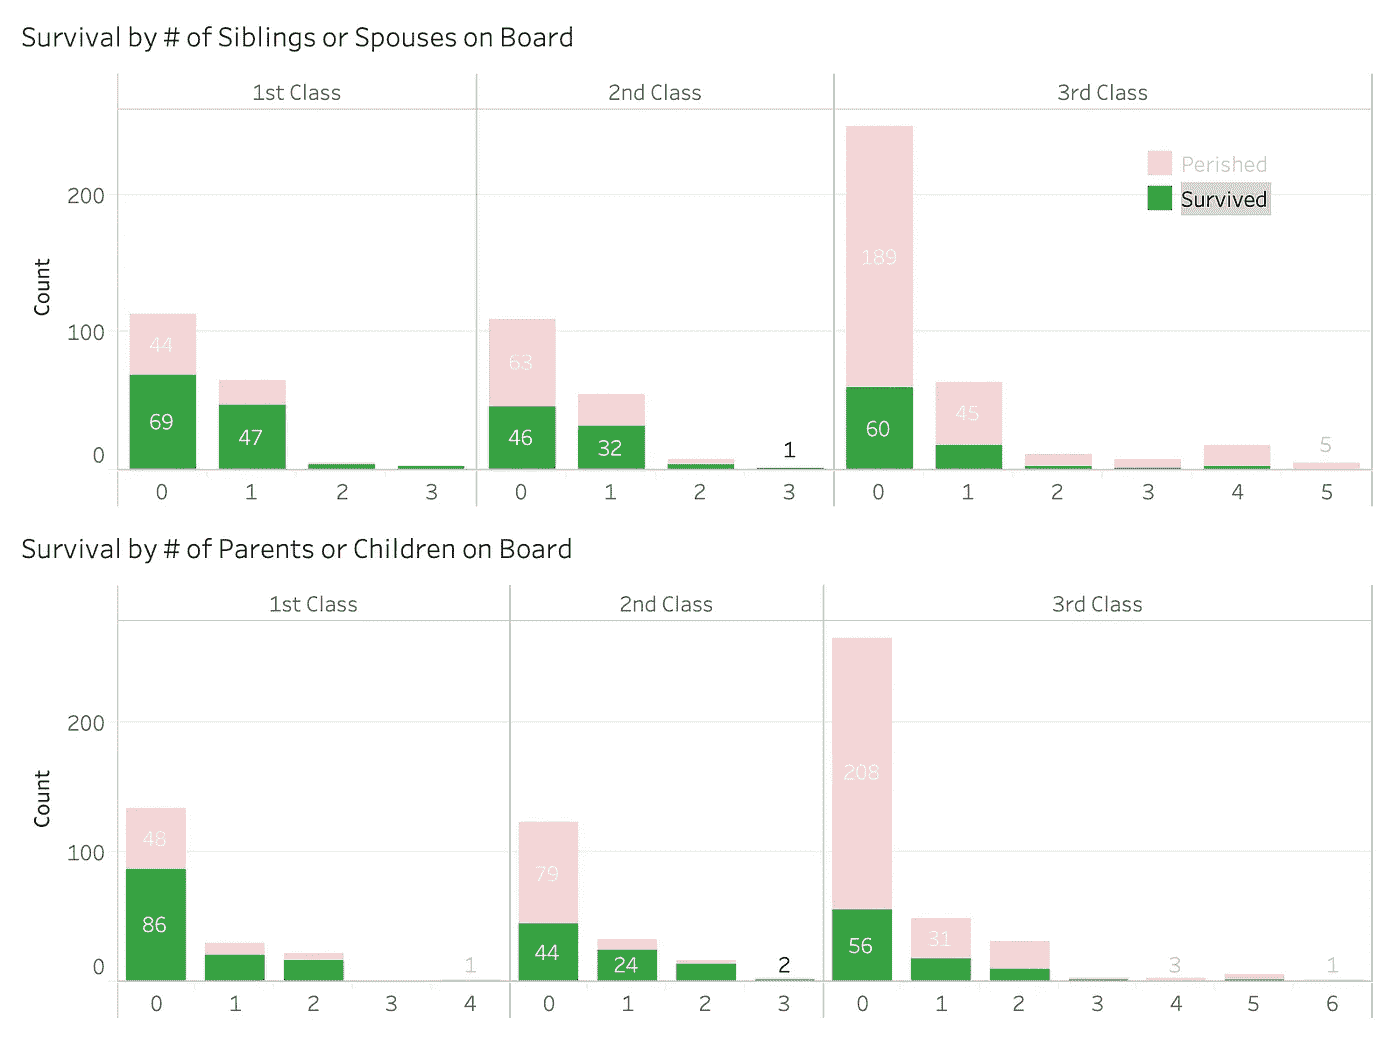 Survival by # of Siblings or Spouses on Board
1st Class 2nd Class 3rd Class
Perished
Survived
Count
200
100
0
44
69
47
63
46
32
1
189
60
45
5
0 1 2 3 0 1 2 3 0 1 2 3 4 5
Survival by # of Parents or Children on Board
1st Class 2nd Class 3rd Class
Count
200
100
0
48
86
1
79
44
24
2
208
56
31
3
1
0 1 2 3 4 0 1 2 3 0 1 2 3 4 5 6